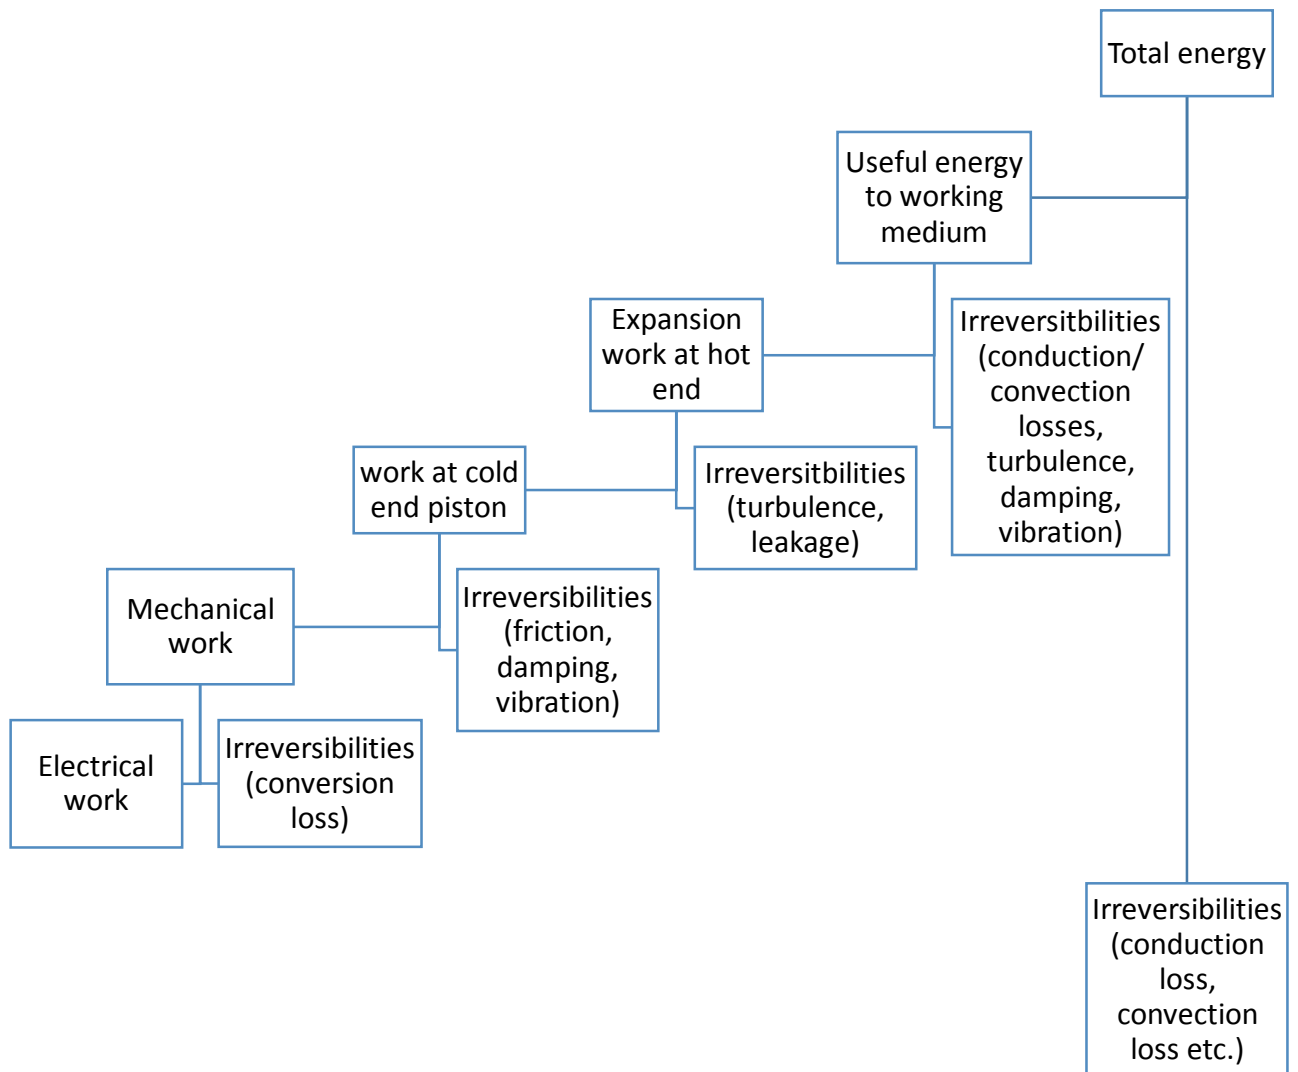 Total energy
Useful energy
to working
medium
Expansion
work at hot
end
Irreversitbilities
(conduction/
convection
losses,
turbulence,
damping,
vibration)
work at cold
end piston
Irreversitbilities
(turbulence,
leakage)
Mechanical
work
Irreversibilities
(friction,
damping,
vibration)
Electrical
work
Irreversibilities
(conversion
loss)
Irreversibilities
(conduction
loss,
convection
loss etc.)